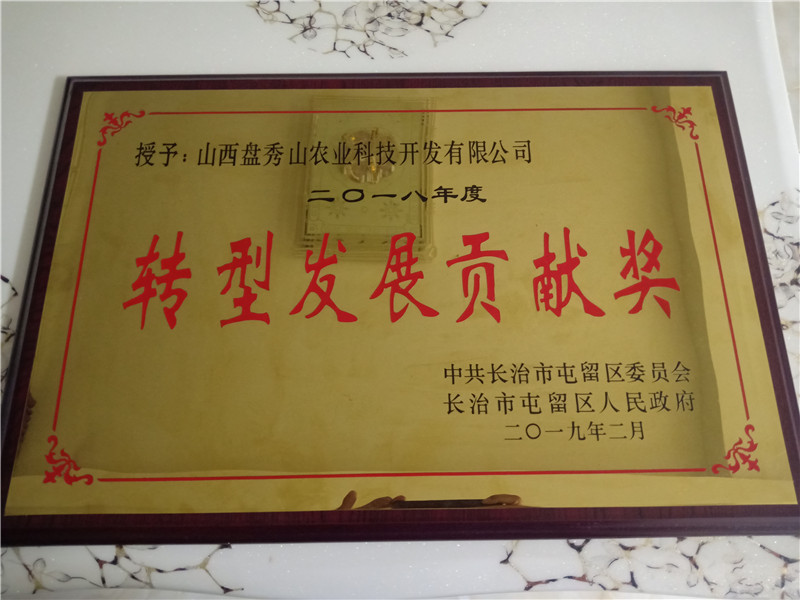 授予：山西盘秀山农业科技开发有限公司
二〇一八年度
转型发展贡献奖
中共长治市屯留区委员会
长治市屯留区人民政府
二〇一九年二月